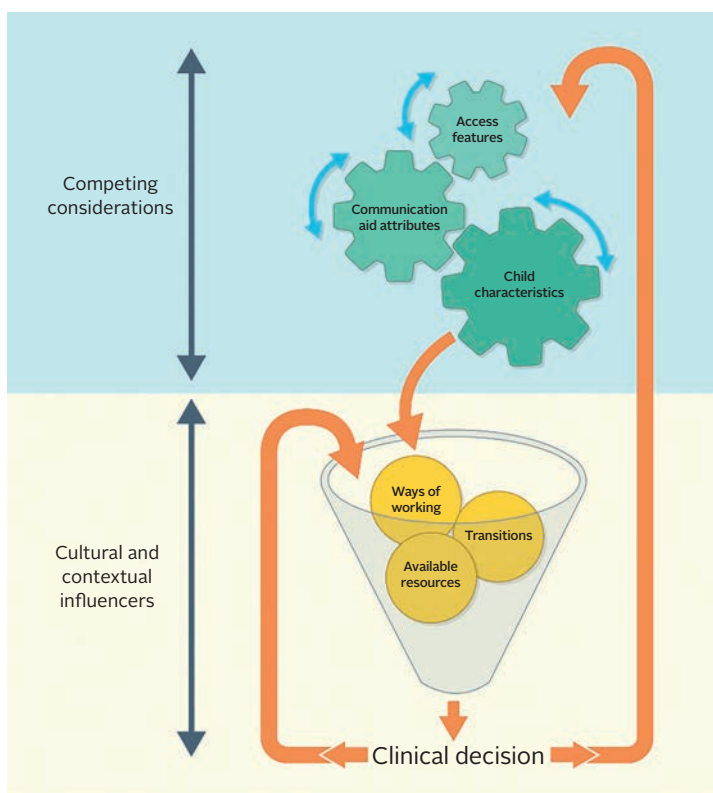 Access
features
Competing
considerations
Communication
aid attributes
Child
characteristics
Ways of
working
Transitions
Cultural and
contextual
influencers
Available
resources
Clinical decision